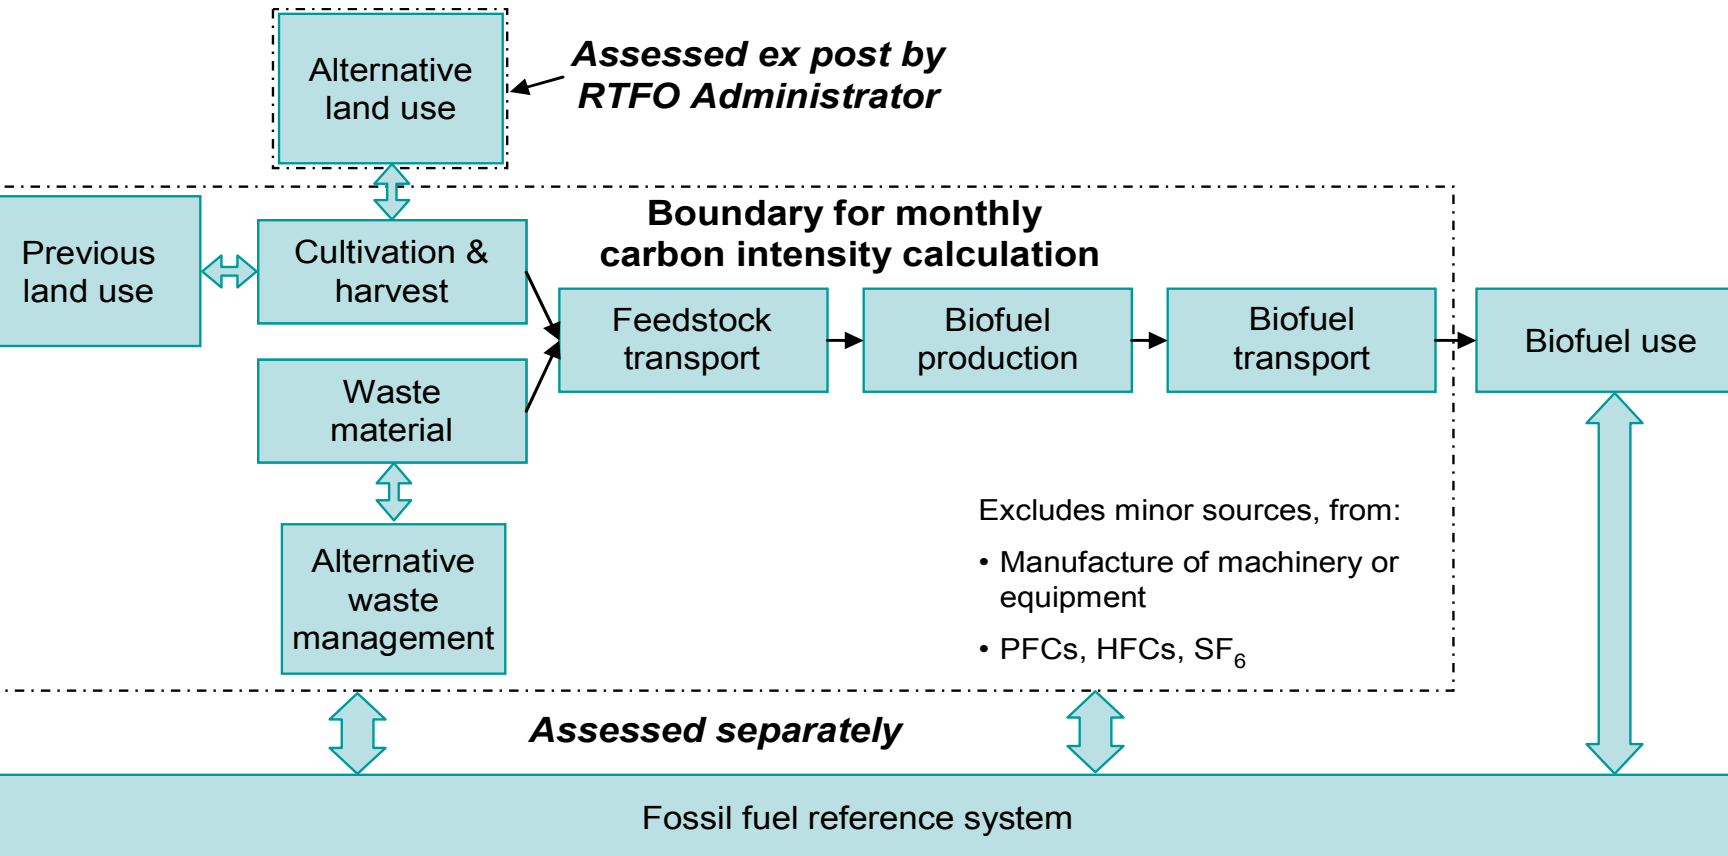 Alternative
land use
Assessed ex post by
RTFO Administrator
Boundary for monthly
carbon intensity calculation
Previous
land use
Cultivation &
harvest
Feedstock
transport
Biofuel
production
Biofuel
transport
Biofuel use
Waste
material
Alternative
waste
management
Excludes minor sources, from:
• Manufacture of machinery or
equipment
• PFCs, HFCs, SF₆
Assessed separately
Fossil fuel reference system